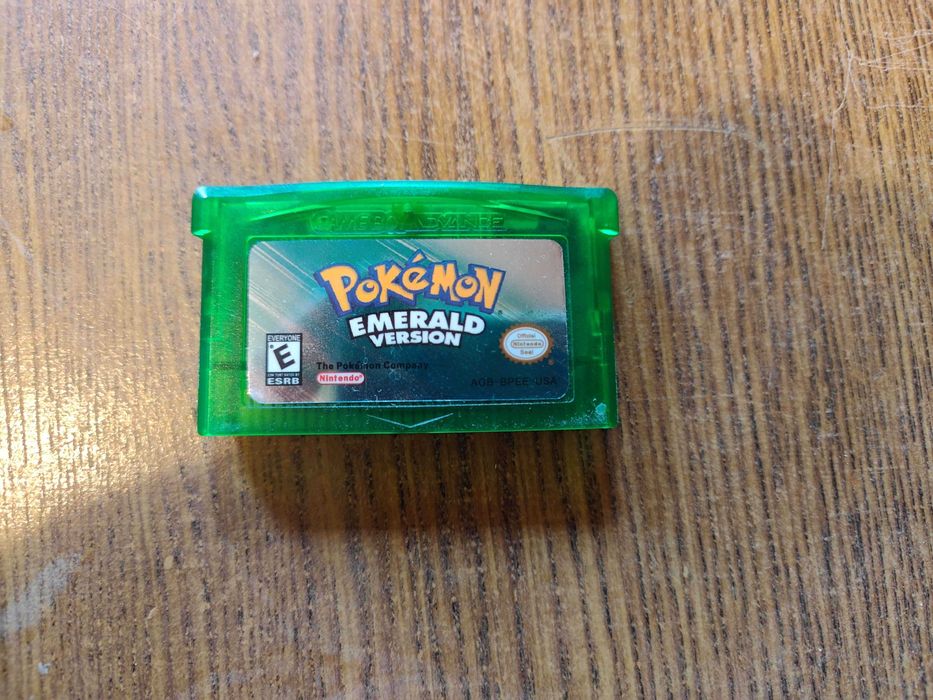 GAME BOY ADVANCE
POKéMON
EMERALD
VERSION
EVERYONE
E
ESRB
The Pokémon Company
Nintendo®
Official
Nintendo
Seal
AGB-BPEE-USA